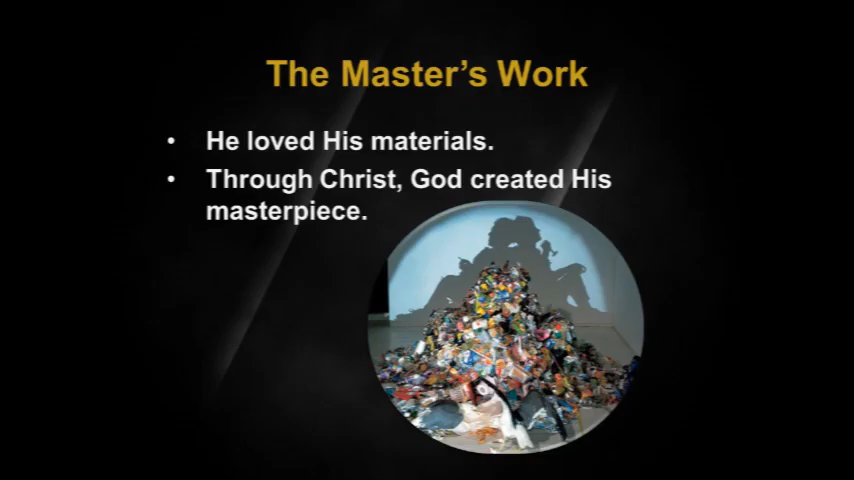 The Master’s Work
• He loved His materials.
• Through Christ, God created His
masterpiece.